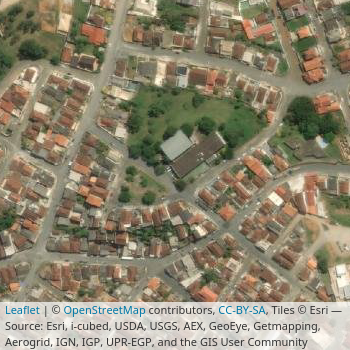 Leaflet | © OpenStreetMap contributors, CC-BY-SA, Tiles © Esri —
Source: Esri, i-cubed, USDA, USGS, AEX, GeoEye, Getmapping,
Aerogrid, IGN, IGP, UPR-EGP, and the GIS User Community